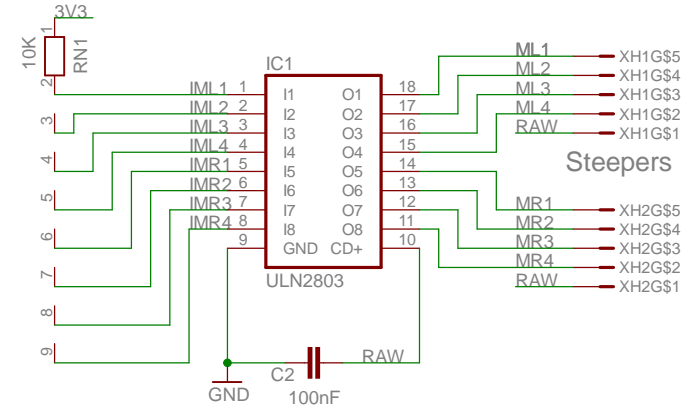 3V3
1
10K
RN1
2
3
4
5
6
7
8
9
IC1
IML1 1 I1 O1 18 ML1 XH1G$5
IML2 2 I2 O2 17 ML2 XH1G$4
IML3 3 I3 O3 16 ML3 XH1G$3
IML4 4 I4 O4 15 ML4 XH1G$2
RAW XH1G$1
Steepers
IMR1 5 I5 O5 14 MR1 XH2G$5
IMR2 6 I6 O6 13 MR2 XH2G$4
IMR3 7 I7 O7 12 MR3 XH2G$3
IMR4 8 I8 O8 11 MR4 XH2G$2
9 GND CD+ 10 RAW XH2G$1
ULN2803
RAW
C2
GND
100nF